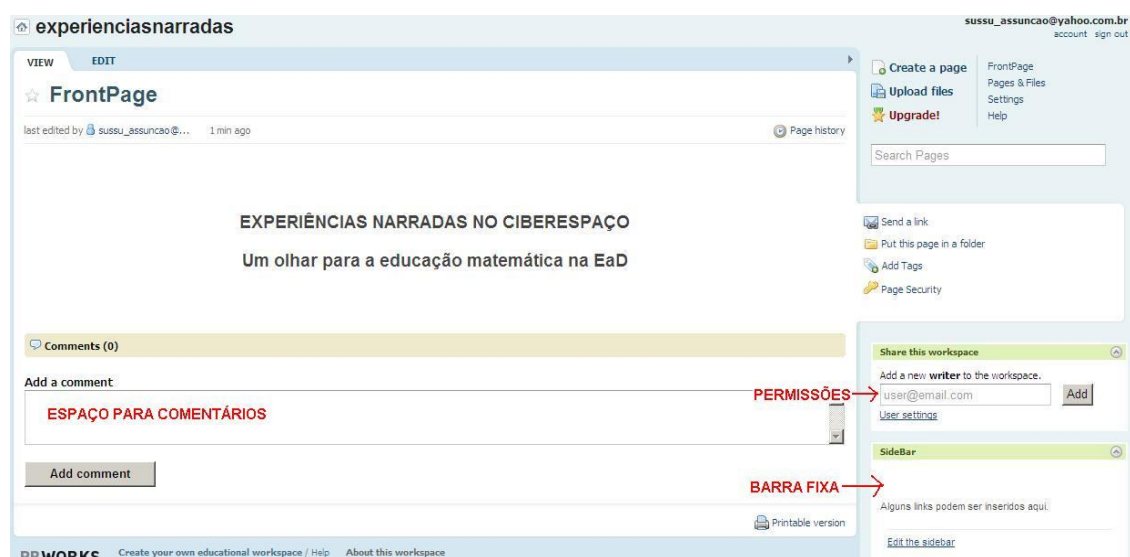 experienciasnarradas
sussu_assuncao@yahoo.com.br
account sign out
VIEW EDIT
FrontPage
last edited by sussu_assuncao@... 1 min ago
Page history
EXPERIÊNCIAS NARRADAS NO CIBERESPAÇO
Um olhar para a educação matemática na EaD
Comments (0)
Add a comment
ESPAÇO PARA COMENTÁRIOS
Add comment
Printable version
Create a page
Upload files
Upgrade!
FrontPage
Pages & Files
Settings
Help
Search Pages
Send a link
Put this page in a folder
Add Tags
Page Security
Share this workspace
Add a new writer to the workspace.
PERMISSÕES
user@email.com Add
User settings
SideBar
BARRA FIXA
Alguns links podem ser inseridos aqui.
Edit the sidebar
PBWORKS Create your own educational workspace / Help About this workspace